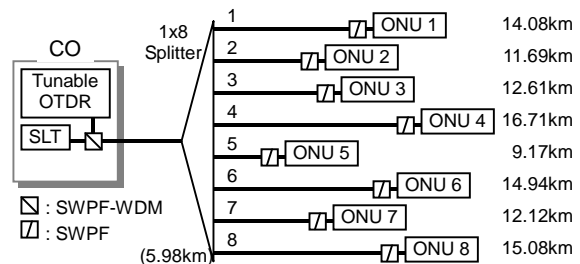 CO
Tunable
OTDR
SLT
1x8
Splitter
1 ONU 1 14.08km
2 ONU 2 11.69km
3 ONU 3 12.61km
4 ONU 4 16.71km
5 ONU 5 9.17km
6 ONU 6 14.94km
7 ONU 7 12.12km
8 ONU 8 15.08km
(5.98km)
: SWPF-WDM
: SWPF